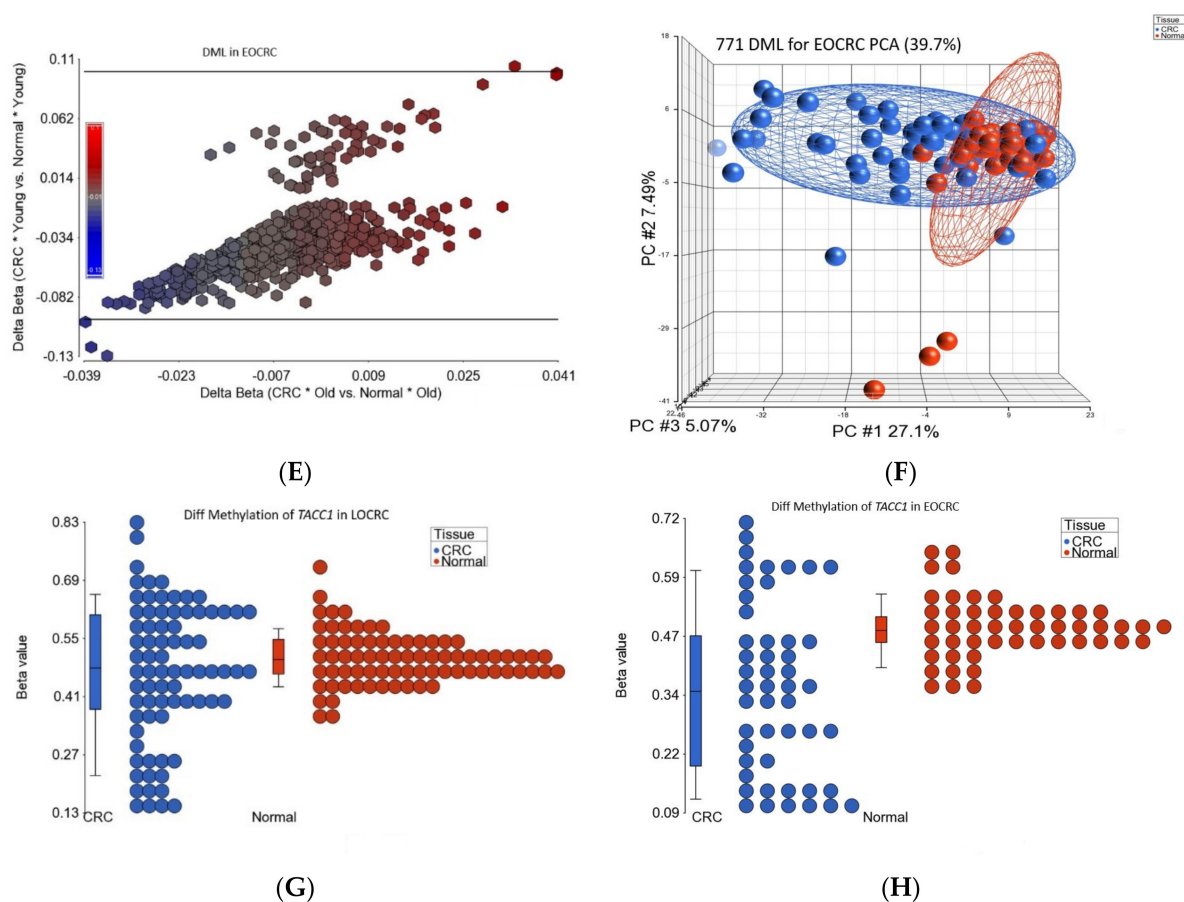 DML in EOCRC
0.11
0.062
0.014
-0.034
-0.082
-0.13
-0.01
-0.13
Delta Beta (CRC * Young vs. Normal * Young)
-0.039
-0.023
-0.007
0.009
0.025
0.041
Delta Beta (CRC * Old vs. Normal * Old)
(E)
771 DML for EOCRC PCA (39.7%)
Tissue
CRC
Normal
18
6
-5
-17
-29
-41
PC #2 7.49%
-46
-32
-18
-4
9
23
PC #3 5.07%
PC #1 27.1%
(F)
Diff Methylation of TACC1 in LOCRC
Tissue
CRC
Normal
0.83
0.69
0.55
0.41
0.27
0.13
Beta value
CRC
Normal
(G)
Diff Methylation of TACC1 in EOCRC
Tissue
CRC
Normal
0.72
0.59
0.47
0.34
0.22
0.09
Beta value
CRC
Normal
(H)